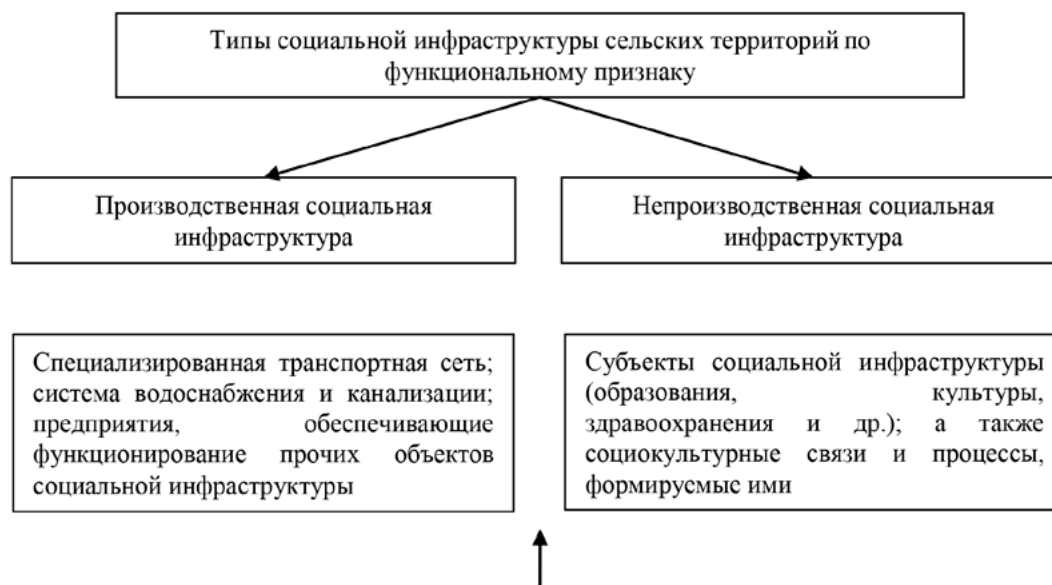 Типы социальной инфраструктуры сельских территорий по
функциональному признаку
Производственная социальная
инфраструктура
Непроизводственная социальная
инфраструктура
Специализированная транспортная сеть;
система водоснабжения и канализации;
предприятия, обеспечивающие
функционирование прочих объектов
социальной инфраструктуры
Субъекты социальной инфраструктуры
(образования, культуры,
здравоохранения и др.); а также
социокультурные связи и процессы,
формируемые ими